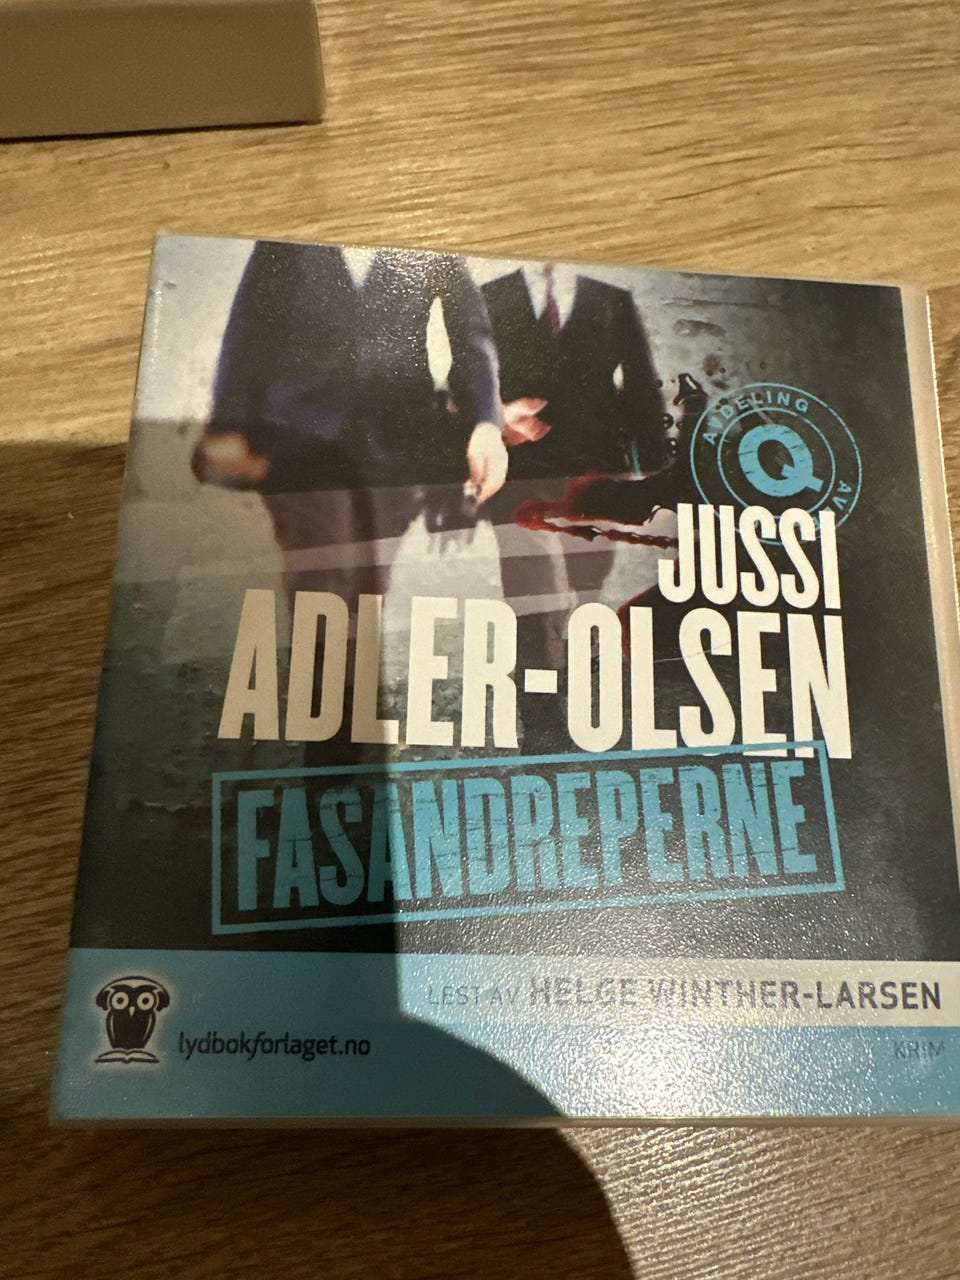 AVDELING
Q
JUSSI
ADLER-OLSEN
FASANDREPERNE
LEST AV HELGE WINTHER-LARSEN
lydbokforlaget.no
KRIM